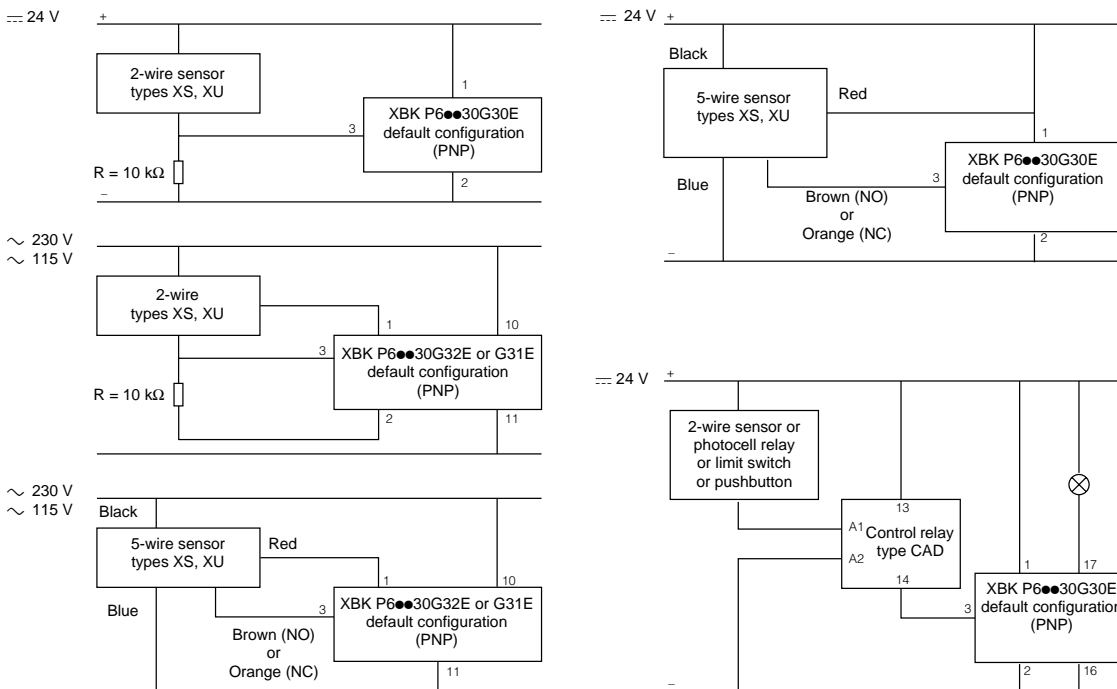 ⎓ 24 V
+
2-wire sensor
types XS, XU
1
3
XBK P6●●30G30E
default configuration
(PNP)
R = 10 kΩ
2
–
∼ 230 V
∼ 115 V
2-wire
types XS, XU
1
10
3
XBK P6●●30G32E or G31E
default configuration
(PNP)
R = 10 kΩ
2
11
∼ 230 V
∼ 115 V
Black
5-wire sensor
types XS, XU
Red
1
10
Blue
3
XBK P6●●30G32E or G31E
default configuration
(PNP)
Brown (NO)
or
Orange (NC)
11
⎓ 24 V
+
Black
5-wire sensor
types XS, XU
Red
1
XBK P6●●30G30E
default configuration
(PNP)
3
Blue
Brown (NO)
or
Orange (NC)
2
–
⎓ 24 V
+
2-wire sensor or
photocell relay
or limit switch
or pushbutton
13
A1
Control relay
type CAD
A2
14
1
17
3
XBK P6●●30G30E
default configuration
(PNP)
2
16
–